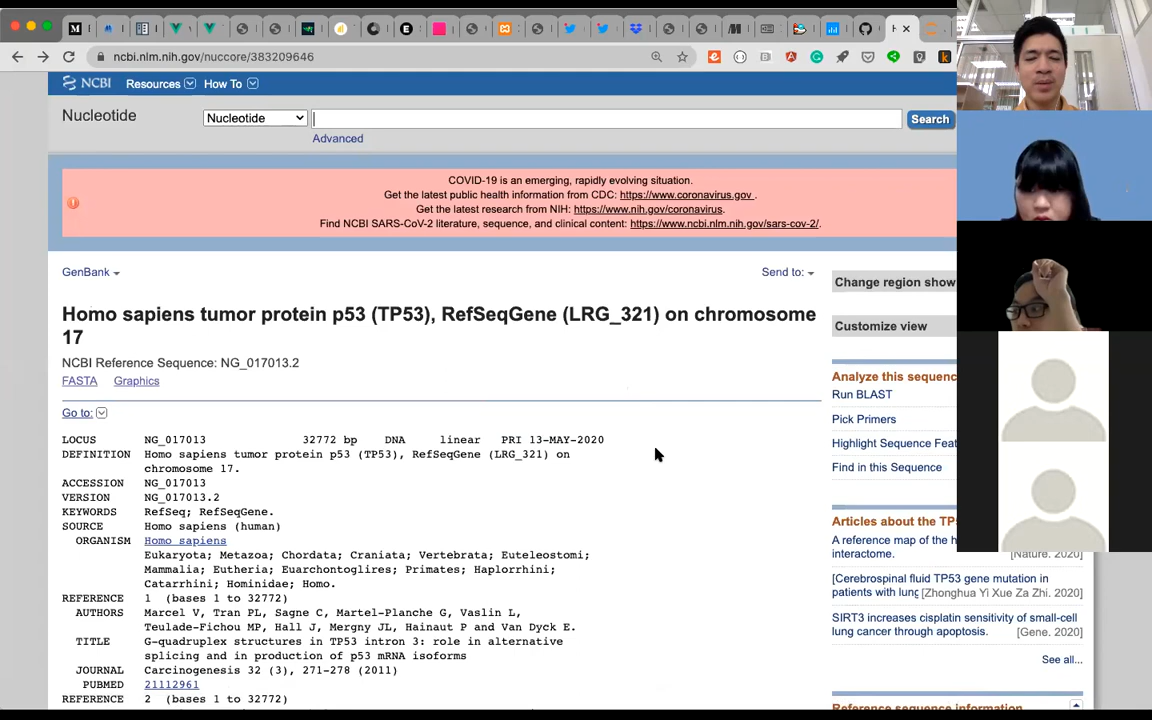 ncbi.nlm.nih.gov/nuccore/383209646
NCBI Resources How To
Nucleotide Nucleotide Search
Advanced
COVID-19 is an emerging, rapidly evolving situation.
Get the latest public health information from CDC: https://www.coronavirus.gov .
Get the latest research from NIH: https://www.nih.gov/coronavirus.
Find NCBI SARS-CoV-2 literature, sequence, and clinical content: https://www.ncbi.nlm.nih.gov/sars-cov-2/.
GenBank Send to:
Homo sapiens tumor protein p53 (TP53), RefSeqGene (LRG_321) on chromosome
17
NCBI Reference Sequence: NG_017013.2
FASTA Graphics
Go to:
LOCUS NG_017013 32772 bp DNA linear PRI 13-MAY-2020
DEFINITION Homo sapiens tumor protein p53 (TP53), RefSeqGene (LRG_321) on
chromosome 17.
ACCESSION NG_017013
VERSION NG_017013.2
KEYWORDS RefSeq; RefSeqGene.
SOURCE Homo sapiens (human)
ORGANISM Homo sapiens
Eukaryota; Metazoa; Chordata; Craniata; Vertebrata; Euteleostomi;
Mammalia; Eutheria; Euarchontoglires; Primates; Haplorrhini;
Catarrhini; Hominidae; Homo.
REFERENCE 1 (bases 1 to 32772)
AUTHORS Marcel V, Tran PL, Sagne C, Martel-Planche G, Vaslin L,
Teulade-Fichou MP, Hall J, Mergny JL, Hainaut P and Van Dyck E.
TITLE G-quadruplex structures in TP53 intron 3: role in alternative
splicing and in production of p53 mRNA isoforms
JOURNAL Carcinogenesis 32 (3), 271-278 (2011)
PUBMED 21112961
REFERENCE 2 (bases 1 to 32772)
Change region show
Customize view
Analyze this sequenc
Run BLAST
Pick Primers
Highlight Sequence Feat
Find in this Sequence
Articles about the TP
A reference map of the h
interactome. [Nature. 2020]
[Cerebrospinal fluid TP53 gene mutation in
patients with lung [Zhonghua Yi Xue Za Zhi. 2020]
SIRT3 increases cisplatin sensitivity of small-cell
lung cancer through apoptosis. [Gene. 2020]
See all...
Reference sequence information